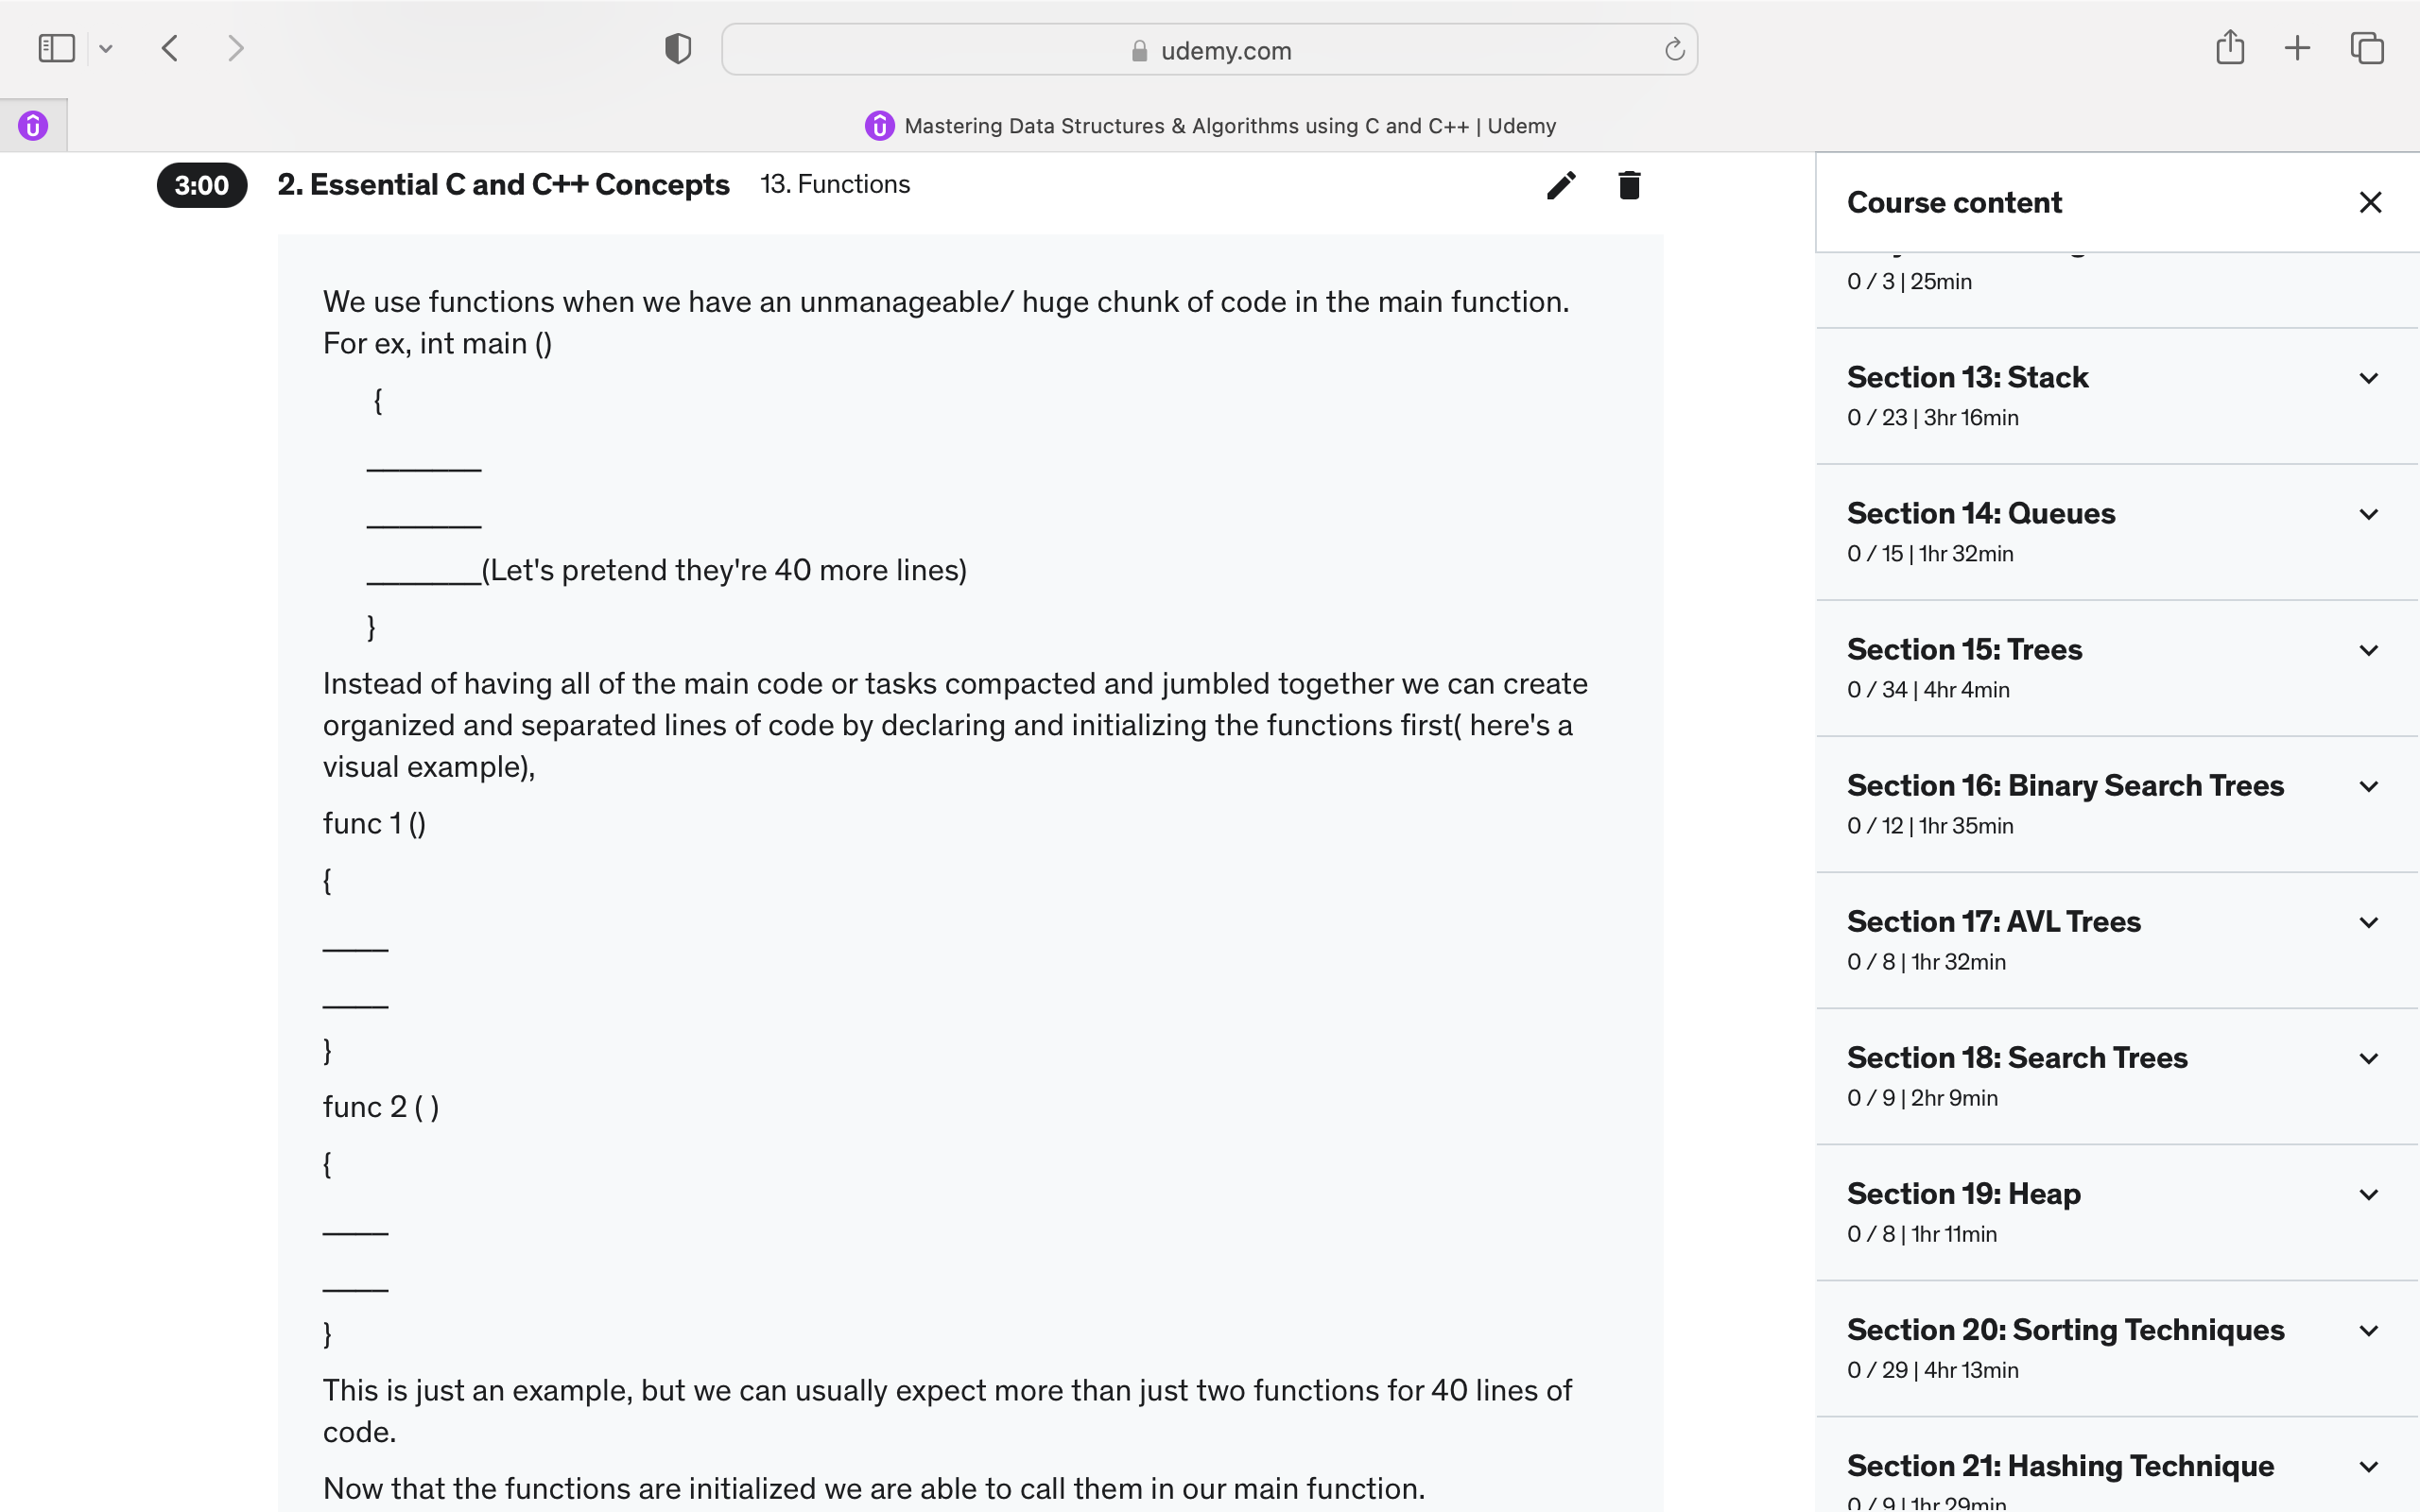 udemy.com
Mastering Data Structures & Algorithms using C and C++ | Udemy
3:00 2. Essential C and C++ Concepts 13. Functions
We use functions when we have an unmanageable/ huge chunk of code in the main function.
For ex, int main ()
{
_______
_______
_______(Let's pretend they're 40 more lines)
}
Instead of having all of the main code or tasks compacted and jumbled together we can create
organized and separated lines of code by declaring and initializing the functions first( here's a
visual example),
func 1 ()
{
____
____
}
func 2 ( )
{
____
____
}
This is just an example, but we can usually expect more than just two functions for 40 lines of
code.
Now that the functions are initialized we are able to call them in our main function.
Course content
0 / 3 | 25min
Section 13: Stack
0 / 23 | 3hr 16min
Section 14: Queues
0 / 15 | 1hr 32min
Section 15: Trees
0 / 34 | 4hr 4min
Section 16: Binary Search Trees
0 / 12 | 1hr 35min
Section 17: AVL Trees
0 / 8 | 1hr 32min
Section 18: Search Trees
0 / 9 | 2hr 9min
Section 19: Heap
0 / 8 | 1hr 11min
Section 20: Sorting Techniques
0 / 29 | 4hr 13min
Section 21: Hashing Technique
0 / 9 | 1hr 29min